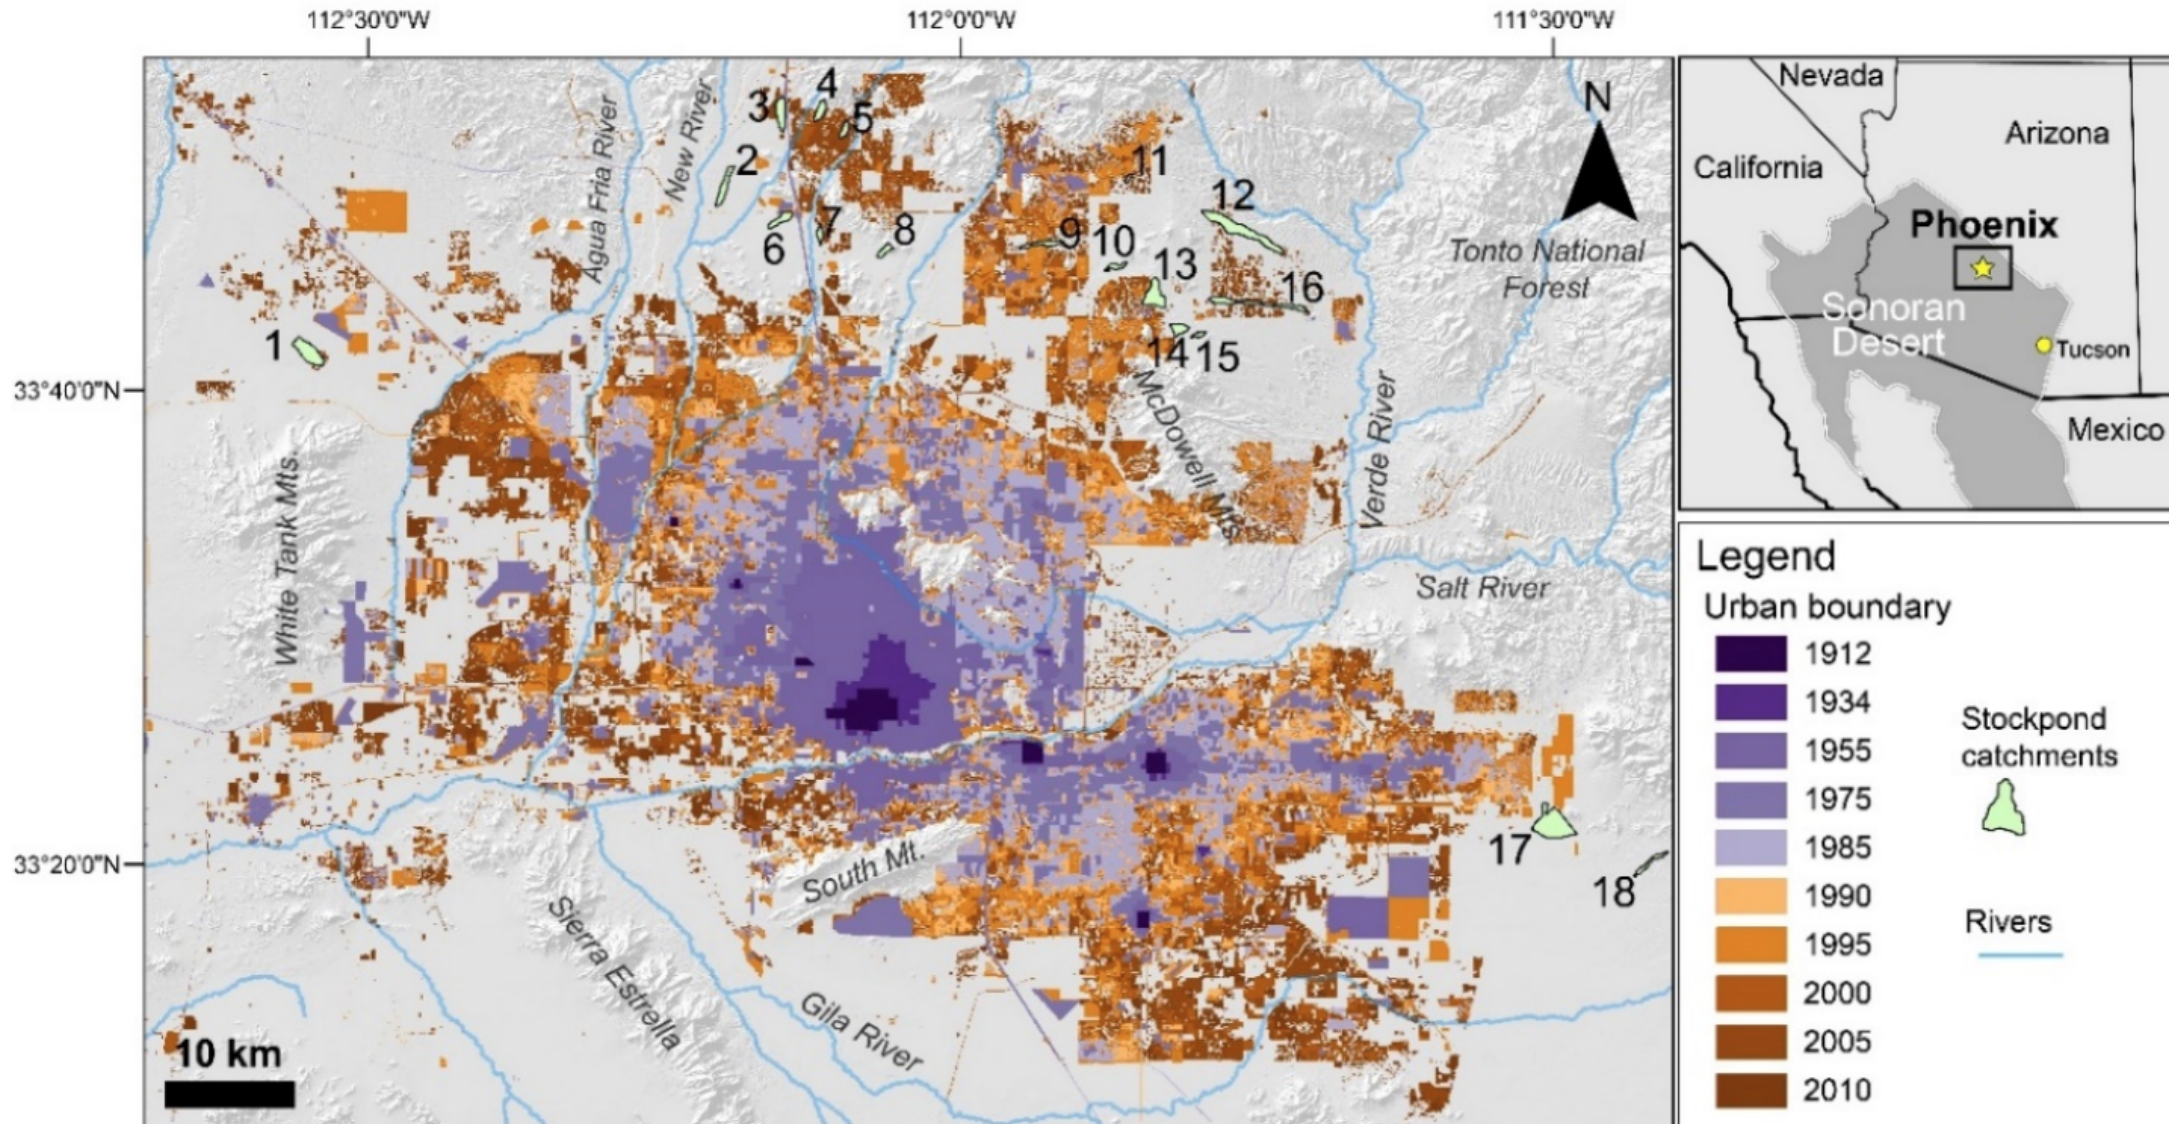 112°30'0"W
112°0'0"W
111°30'0"W
33°40'0"N
33°20'0"N
Agua Fria River
New River
3
4
5
2
6
7
8
11
9
10
12
13
16
14
15
1
N
Tonto National
Forest
McDowell Mts.
Verde River
White Tank Mts.
Salt River
South Mt.
Sierra Estrella
Gila River
17
18
10 km
Nevada
Arizona
California
Phoenix
Sonoran
Desert
Tucson
Mexico
Legend
Urban boundary
1912
1934
1955
1975
1985
1990
1995
2000
2005
2010
Stockpond
catchments
Rivers